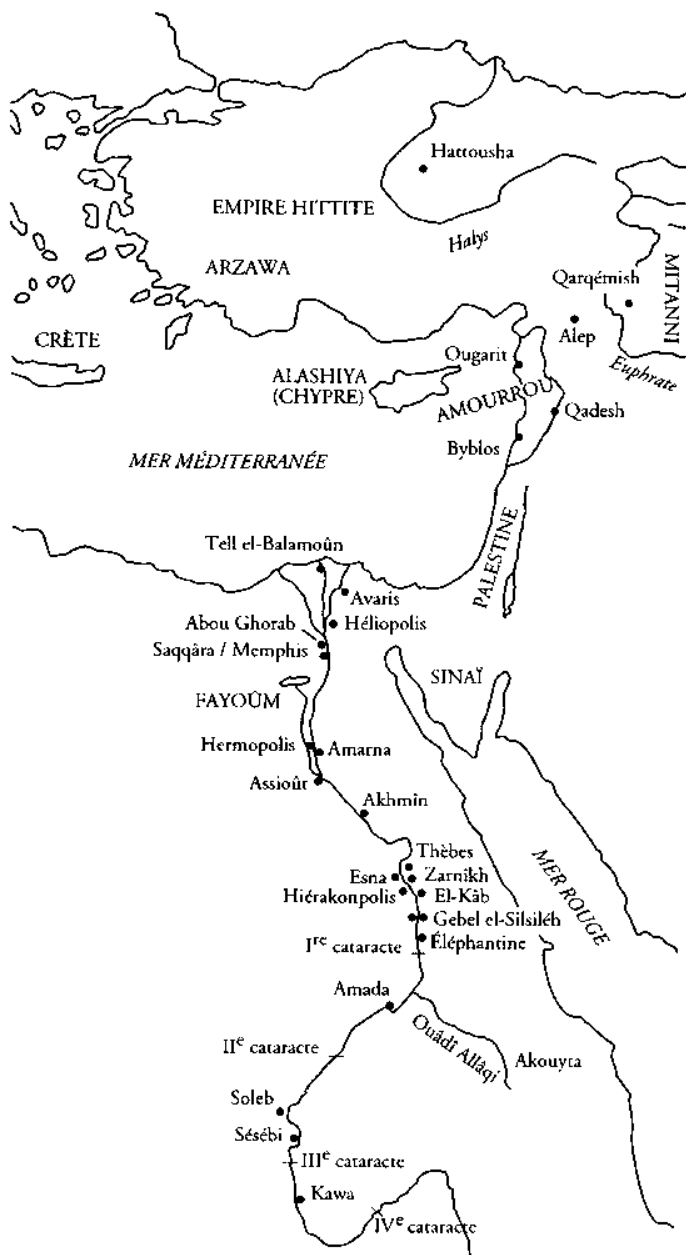 Hattousha
EMPIRE HITTITE
Halys
ARZAWA
MITANNI
Qarqémish
CRÈTE
Alep
Ougarit
Euphrate
ALASHIYA
(CHYPRE)
AMOURROU
Qadesh
Byblos
MER MÉDITERRANÉE
PALESTINE
Tell el-Balamoûn
Avaris
Abou Ghorab
Héliopolis
Saqqâra / Memphis
SINAÏ
FAYOÛM
Hermopolis
Amarna
Assioût
Akhmîn
Thèbes
Esna
Zarnikh
Hiérakonpolis
El-Kâb
MER ROUGE
Gebel el-Silsiléh
Éléphantine
Ire cataracte
Amada
Ouâdi Allâqi
IIe cataracte
Akouyta
Soleb
Sésébi
IIIe cataracte
Kawa
IVe cataracte